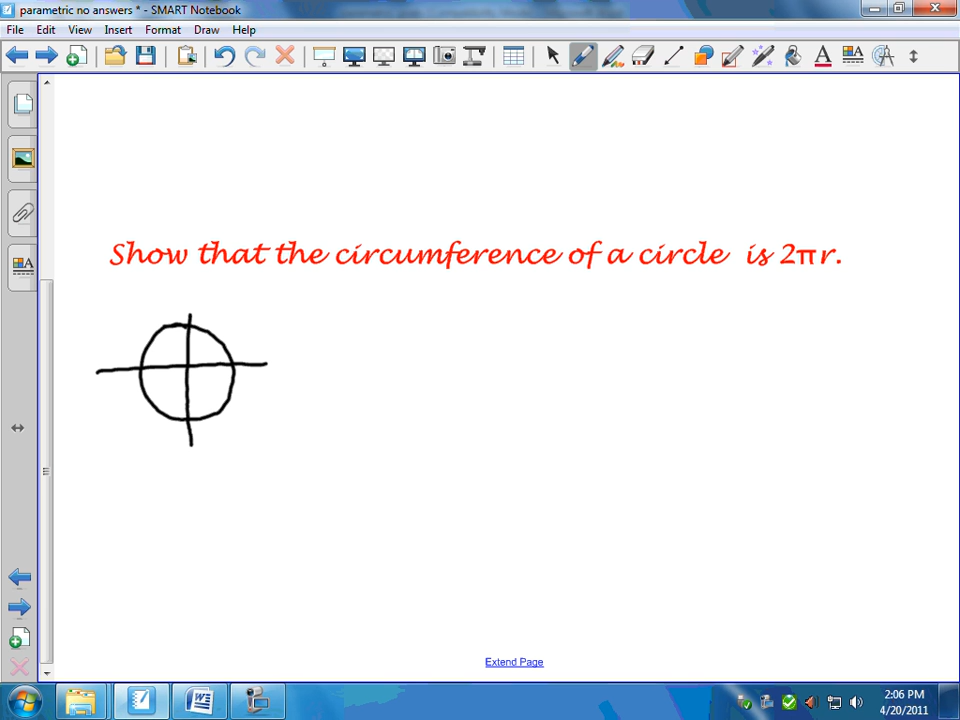 parametric no answers * - SMART Notebook
File Edit View Insert Format Draw Help
Show that the circumference of a circle is 2πr.
Extend Page
2:06 PM
4/20/2011